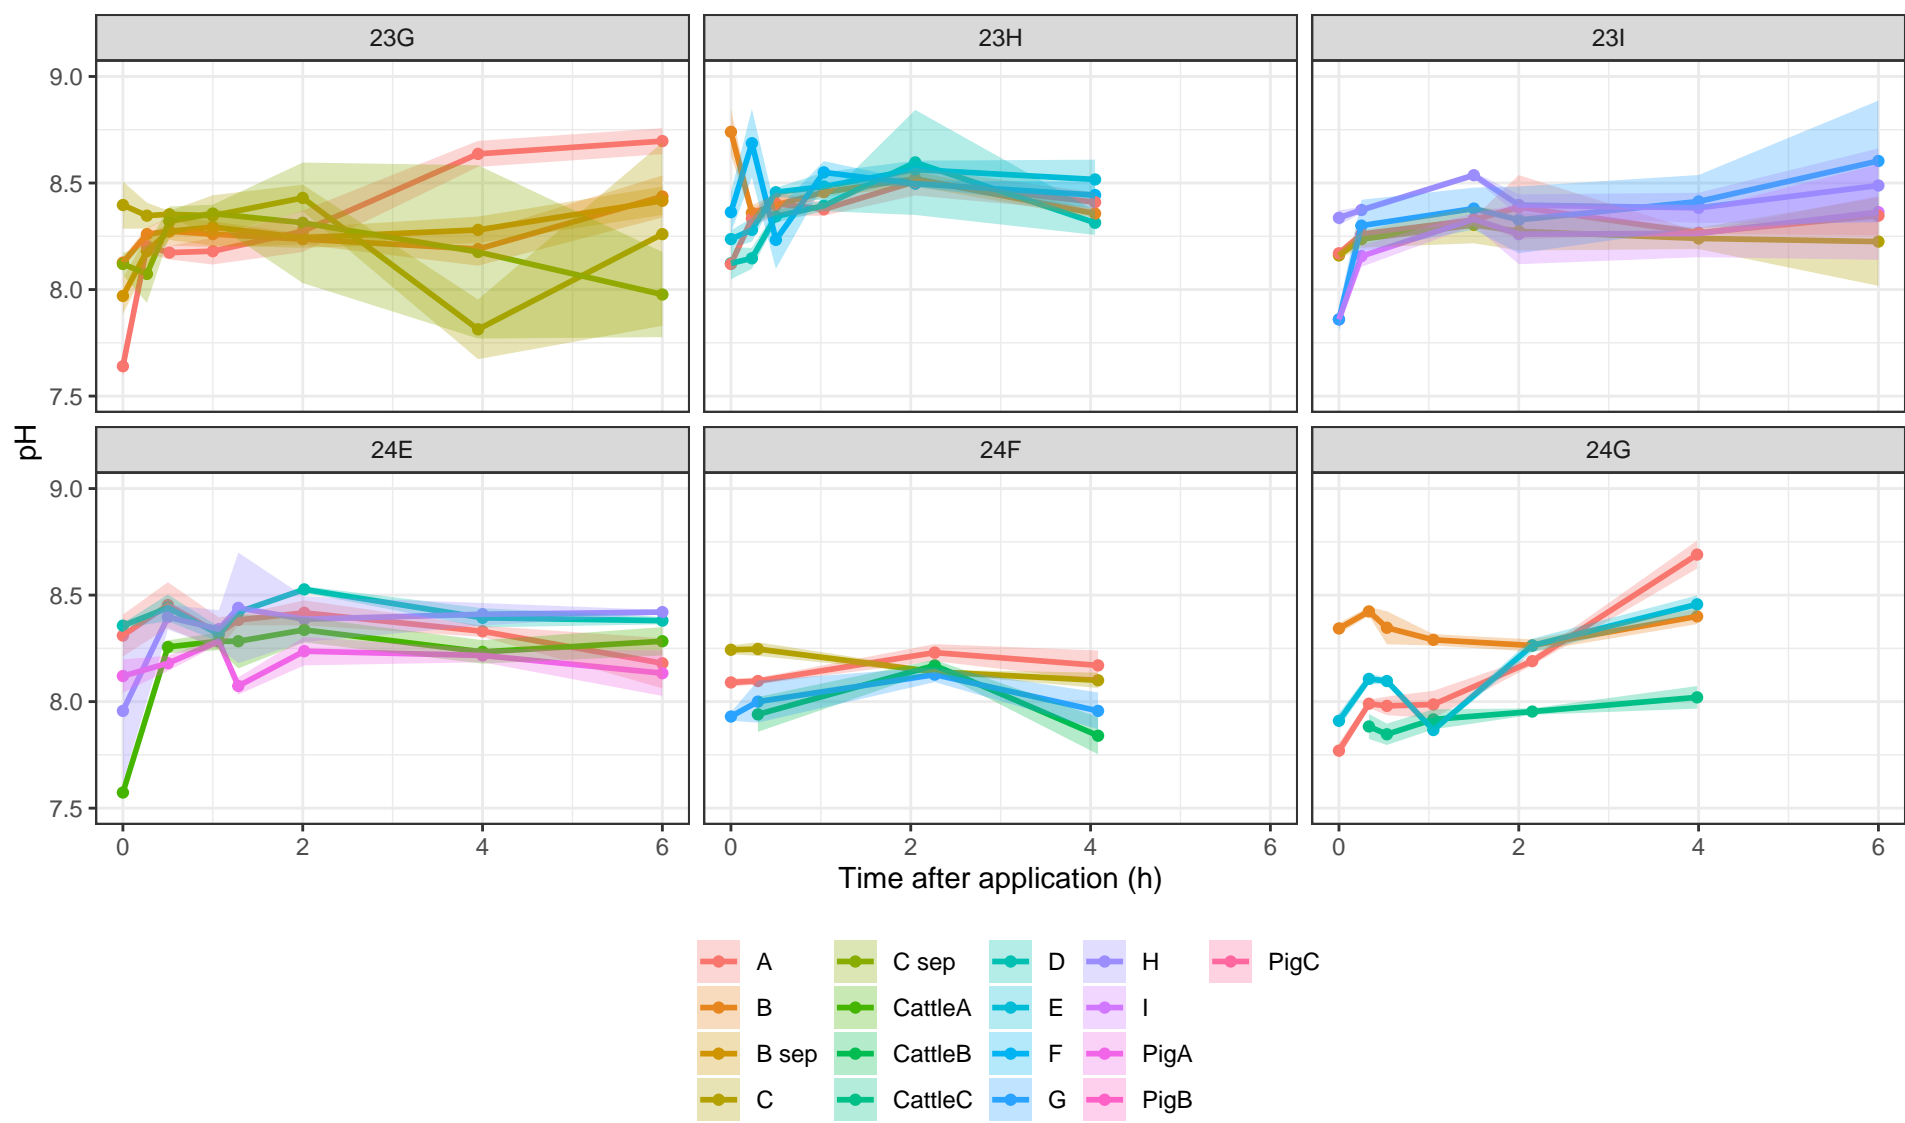 23G 23H 23I
9.0
8.5
8.0
7.5
pH
24E 24F 24G
9.0
8.5
8.0
7.5
0 2 4 6 0 2 4 6 0 2 4 6
Time after application (h)
A C sep D H PigC
B CattleA E I
B sep CattleB F PigA
C CattleC G PigB